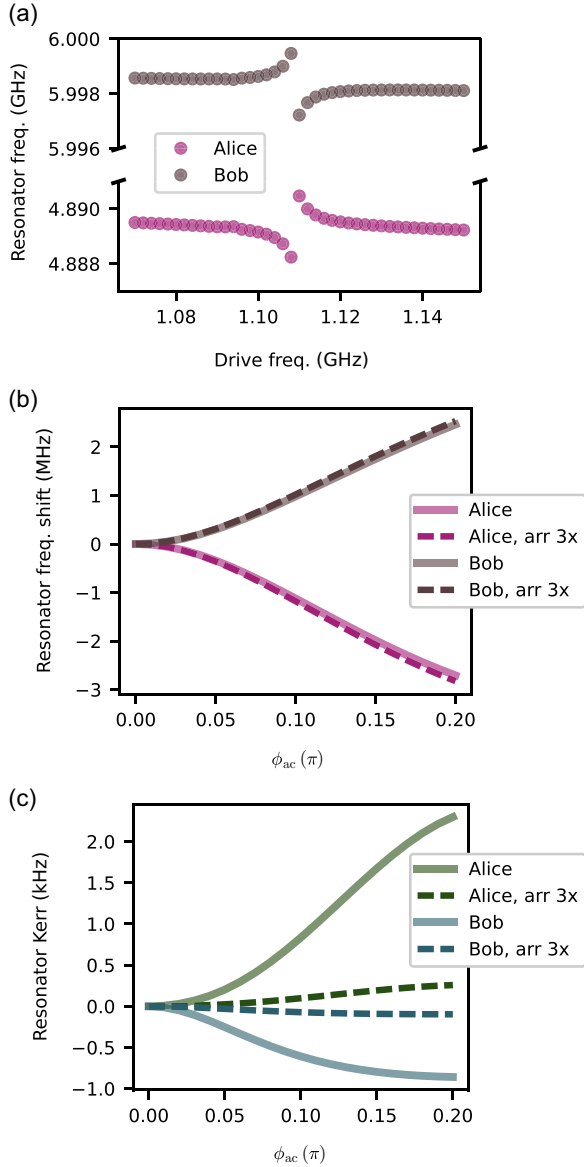 (a)
6.000
5.998
5.996
4.890
4.888
Resonator freq. (GHz)
Alice
Bob
1.08 1.10 1.12 1.14
Drive freq. (GHz)
(b)
2
1
0
−1
−2
−3
Resonator freq. shift (MHz)
Alice
Alice, arr 3x
Bob
Bob, arr 3x
0.00 0.05 0.10 0.15 0.20
ϕac (π)
(c)
2.0
1.5
1.0
0.5
0.0
−0.5
−1.0
Resonator Kerr (kHz)
Alice
Alice, arr 3x
Bob
Bob, arr 3x
0.00 0.05 0.10 0.15 0.20
ϕac (π)